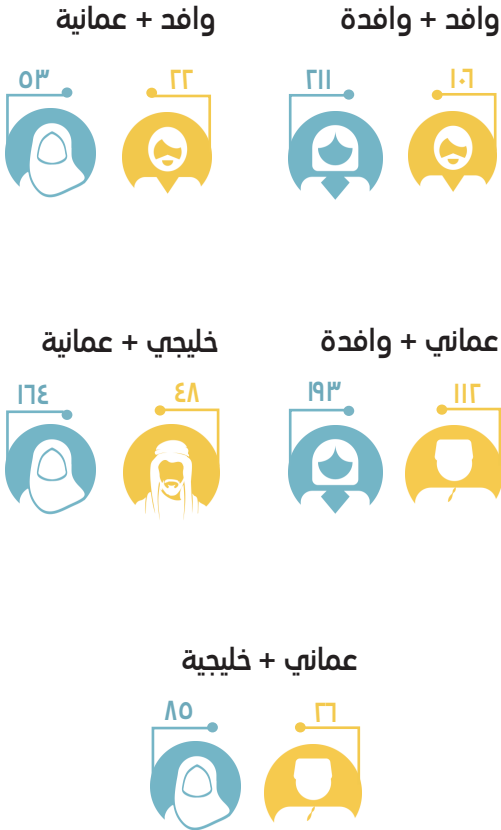 وافد + وافدة
وافد + عمانية
١٠٦
٢١١
٢٢
٥٣
عماني + وافدة
خليجي + عمانية
١١٢
١٩٣
٤٨
١٦٤
عماني + خليجية
٢٦
٨٥